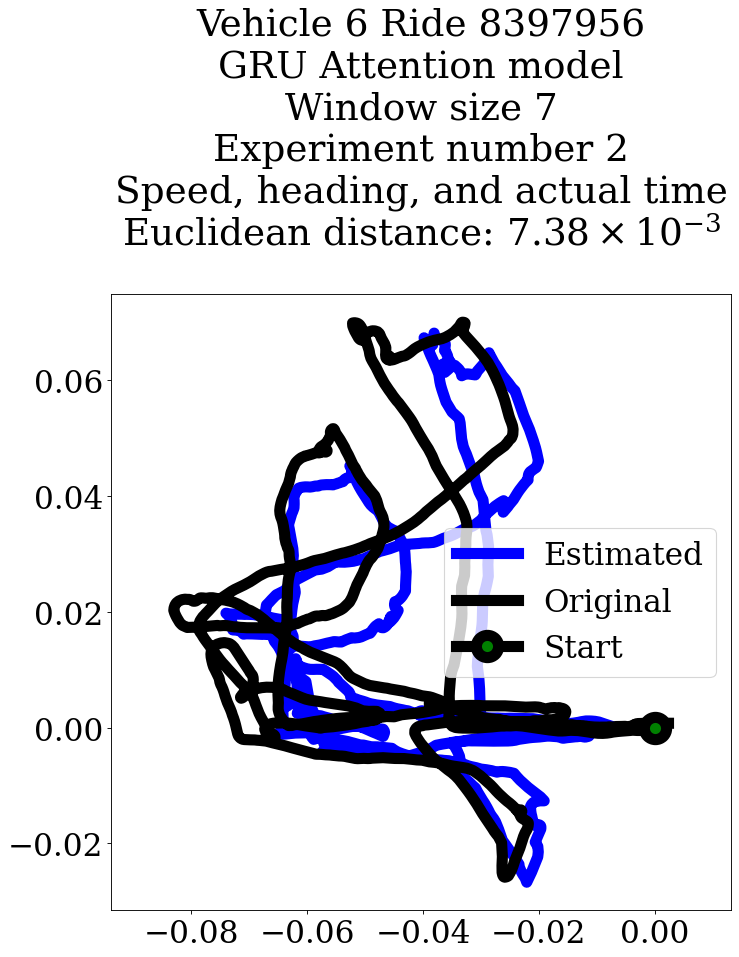 Vehicle 6 Ride 8397956
GRU Attention model
Window size 7
Experiment number 2
Speed, heading, and actual time
Euclidean distance: 7.38 × 10⁻³
0.06
0.04
0.02
0.00
−0.02
Estimated
Original
Start
−0.08 −0.06 −0.04 −0.02 0.00